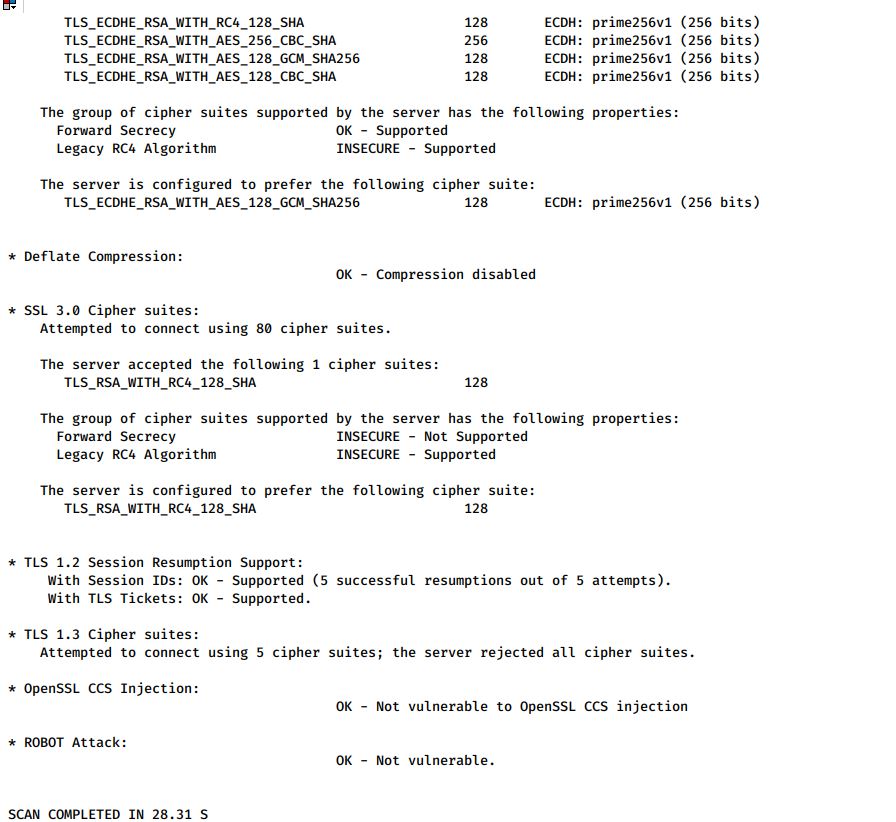 TLS_ECDHE_RSA_WITH_RC4_128_SHA 128 ECDH: prime256v1 (256 bits)
TLS_ECDHE_RSA_WITH_AES_256_CBC_SHA 256 ECDH: prime256v1 (256 bits)
TLS_ECDHE_RSA_WITH_AES_128_GCM_SHA256 128 ECDH: prime256v1 (256 bits)
TLS_ECDHE_RSA_WITH_AES_128_CBC_SHA 128 ECDH: prime256v1 (256 bits)
The group of cipher suites supported by the server has the following properties:
Forward Secrecy OK - Supported
Legacy RC4 Algorithm INSECURE - Supported
The server is configured to prefer the following cipher suite:
TLS_ECDHE_RSA_WITH_AES_128_GCM_SHA256 128 ECDH: prime256v1 (256 bits)
* Deflate Compression:
OK - Compression disabled
* SSL 3.0 Cipher suites:
Attempted to connect using 80 cipher suites.
The server accepted the following 1 cipher suites:
TLS_RSA_WITH_RC4_128_SHA 128
The group of cipher suites supported by the server has the following properties:
Forward Secrecy INSECURE - Not Supported
Legacy RC4 Algorithm INSECURE - Supported
The server is configured to prefer the following cipher suite:
TLS_RSA_WITH_RC4_128_SHA 128
* TLS 1.2 Session Resumption Support:
With Session IDs: OK - Supported (5 successful resumptions out of 5 attempts).
With TLS Tickets: OK - Supported.
* TLS 1.3 Cipher suites:
Attempted to connect using 5 cipher suites; the server rejected all cipher suites.
* OpenSSL CCS Injection:
OK - Not vulnerable to OpenSSL CCS injection
* ROBOT Attack:
OK - Not vulnerable.
SCAN COMPLETED IN 28.31 S